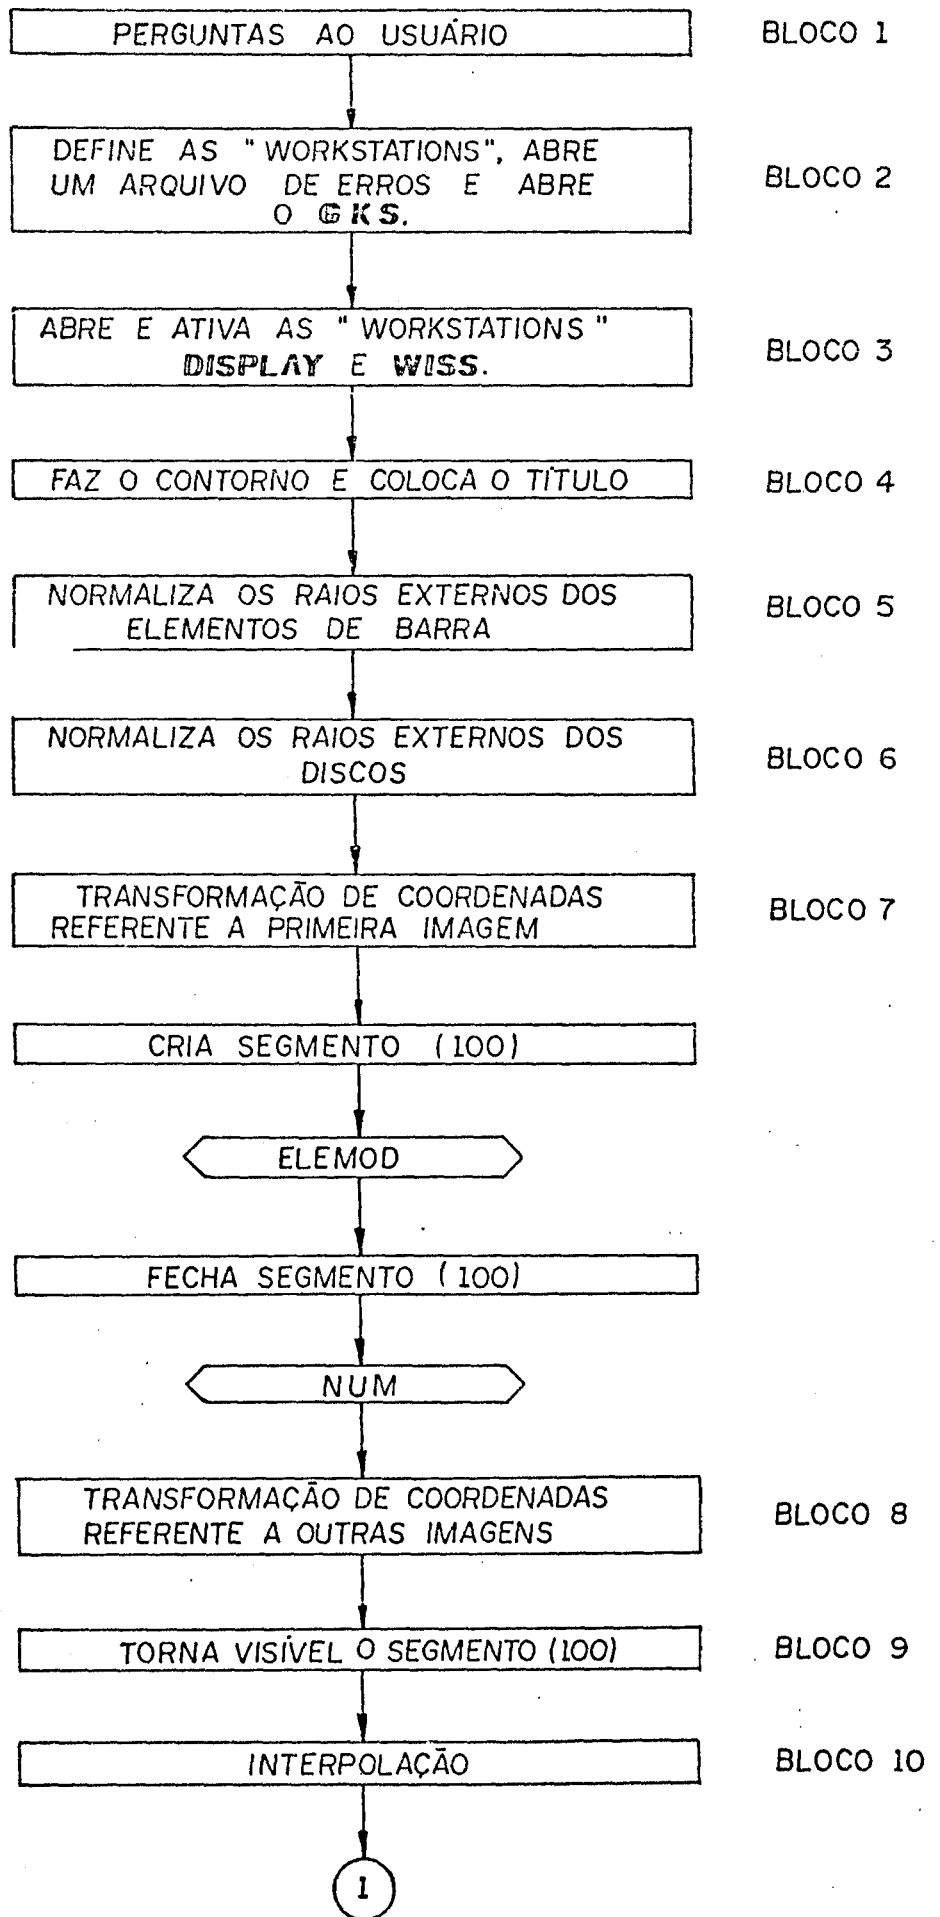 PERGUNTAS AO USUÁRIO
BLOCO 1
DEFINE AS "WORKSTATIONS", ABRE
UM ARQUIVO DE ERROS E ABRE
O GKS.
BLOCO 2
ABRE E ATIVA AS "WORKSTATIONS"
DISPLAY E WISS.
BLOCO 3
FAZ O CONTORNO E COLOCA O TÍTULO
BLOCO 4
NORMALIZA OS RAIOS EXTERNOS DOS
ELEMENTOS DE BARRA
BLOCO 5
NORMALIZA OS RAIOS EXTERNOS DOS
DISCOS
BLOCO 6
TRANSFORMAÇÃO DE COORDENADAS
REFERENTE A PRIMEIRA IMAGEM
BLOCO 7
CRIA SEGMENTO (100)
ELEMOD
FECHA SEGMENTO (100)
NUM
TRANSFORMAÇÃO DE COORDENADAS
REFERENTE A OUTRAS IMAGENS
BLOCO 8
TORNA VISÍVEL O SEGMENTO (100)
BLOCO 9
INTERPOLAÇÃO
BLOCO 10
1